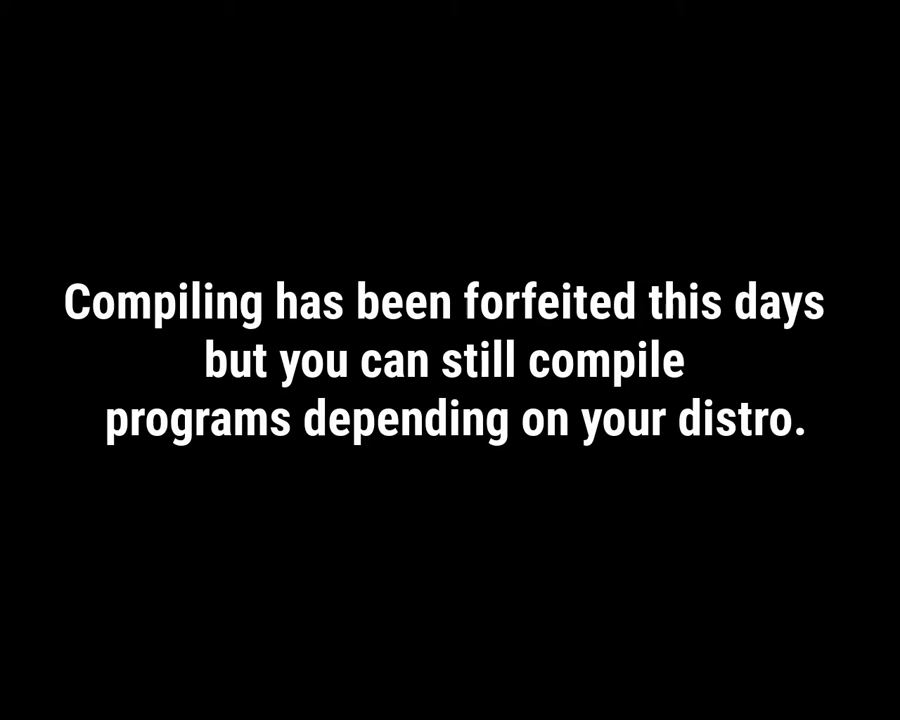 Compiling has been forfeited this days
but you can still compile
programs depending on your distro.